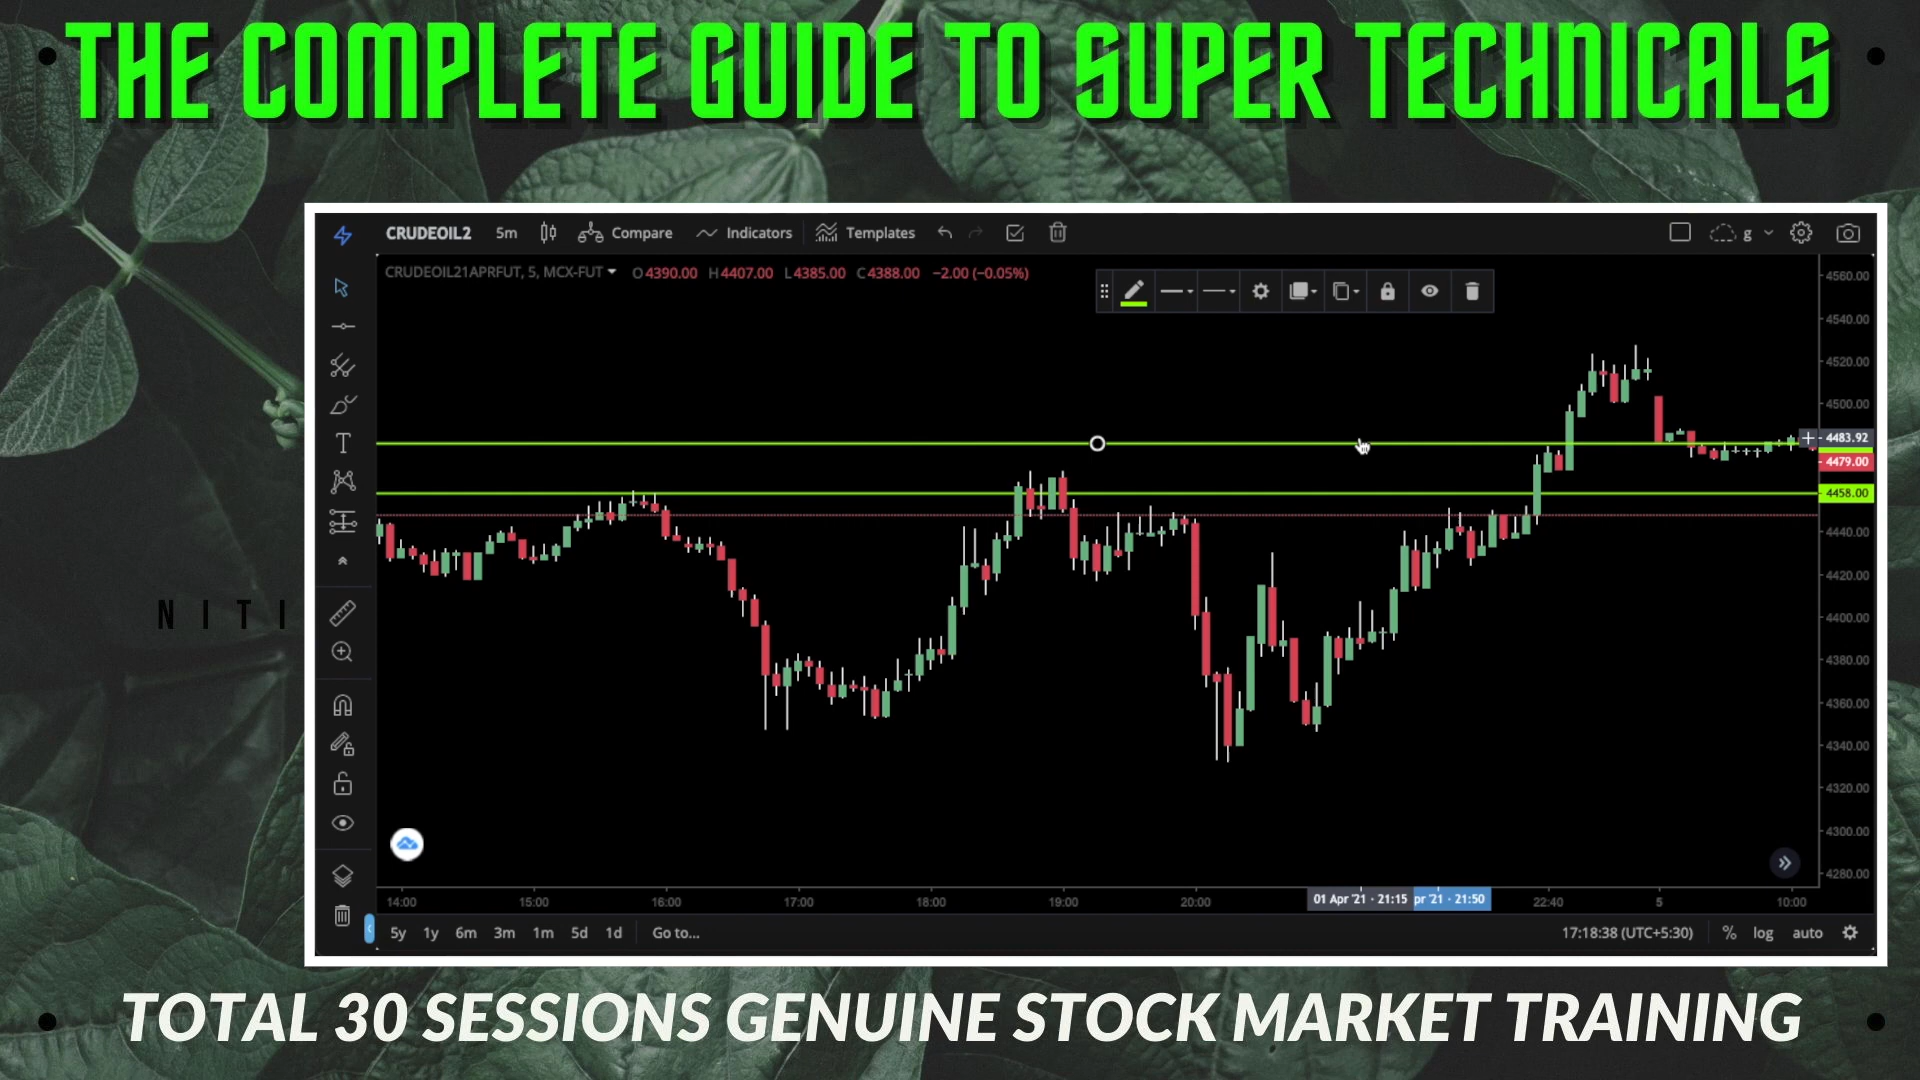 THE COMPLETE GUIDE TO SUPER TECHNICALS
CRUDEOIL2 5m Compare Indicators Templates g
CRUDEOIL21APRFUT, 5, MCX-FUT O4390.00 H4407.00 L4385.00 C4388.00 −2.00 (−0.05%)
4560.00
4540.00
4520.00
4500.00
4483.92
4479.00
4458.00
4440.00
4420.00
4400.00
NITI
4380.00
4360.00
4340.00
4320.00
4300.00
4280.00
14:00 15:00 16:00 17:00 18:00 19:00 20:00 01 Apr '21 · 21:15 pr '21 · 21:50 22:40 5 10:00
5y 1y 6m 3m 1m 5d 1d Go to... 17:18:38 (UTC+5:30) % log auto
TOTAL 30 SESSIONS GENUINE STOCK MARKET TRAINING